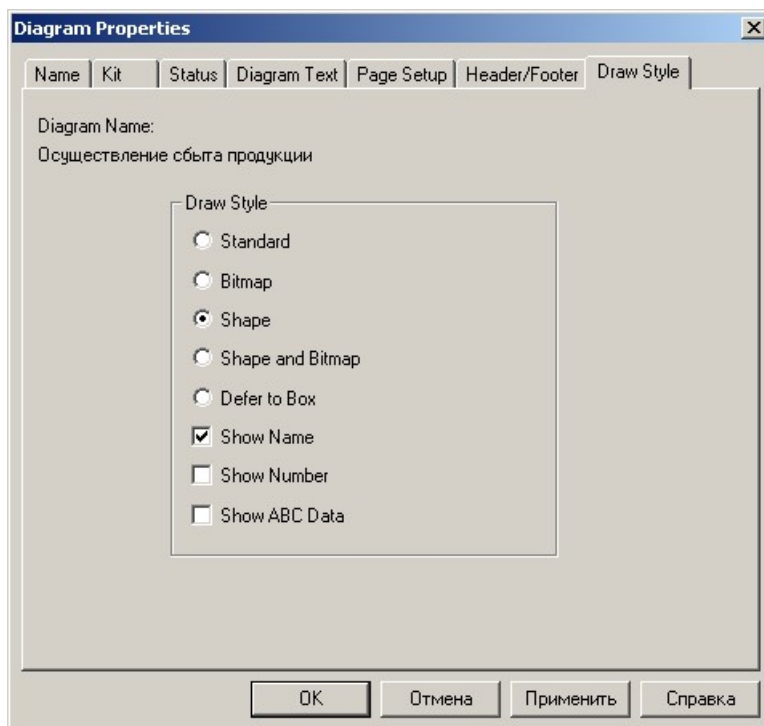 Diagram Properties
Name Kit Status Diagram Text Page Setup Header/Footer Draw Style
Diagram Name:
Осуществление сбыта продукции
Draw Style
Standard
Bitmap
Shape
Shape and Bitmap
Defer to Box
Show Name
Show Number
Show ABC Data
OK Отмена Применить Справка